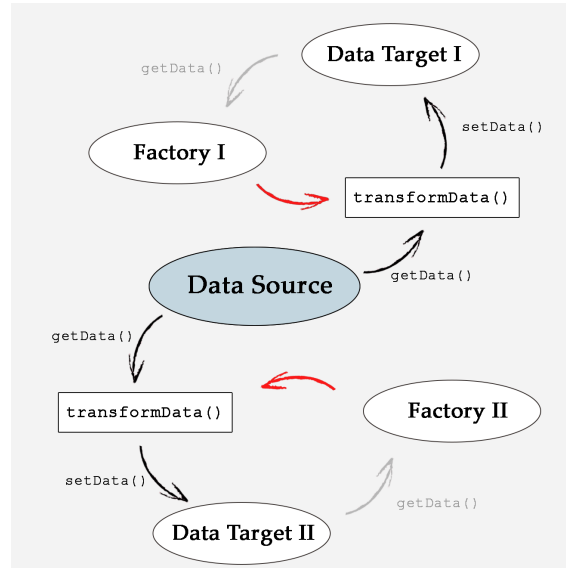 Data Target I
getData()
setData()
Factory I
transformData()
Data Source
getData()
getData()
transformData()
Factory II
setData()
getData()
Data Target II